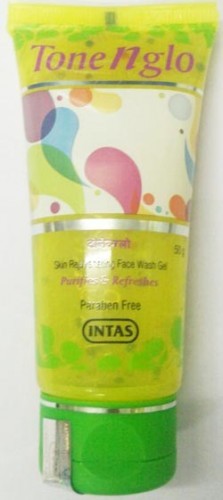 Tone n glo
50 g
Skin Rejuvenating Face Wash Gel
Purifies & Refreshes
Paraben Free
INTAS